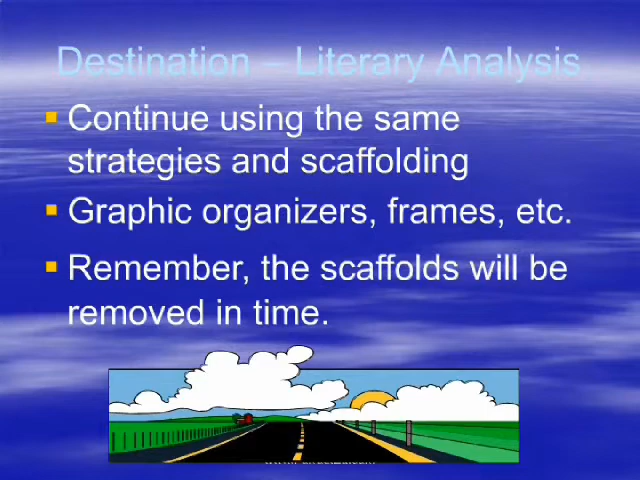 Destination – Literary Analysis
Continue using the same
strategies and scaffolding
Graphic organizers, frames, etc.
Remember, the scaffolds will be
removed in time.